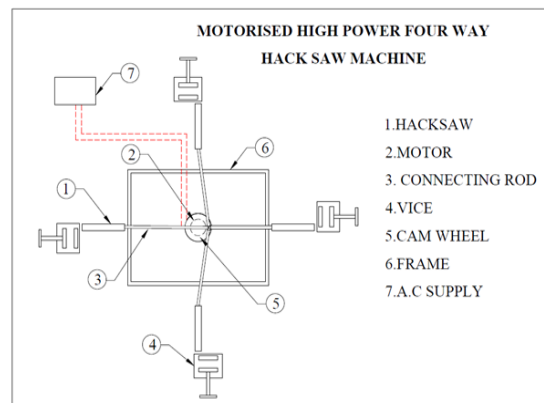 MOTORISED HIGH POWER FOUR WAY
HACK SAW MACHINE
7
2
6
1
3
5
4
1.HACKSAW
2.MOTOR
3. CONNECTING ROD
4.VICE
5.CAM WHEEL
6.FRAME
7.A.C SUPPLY